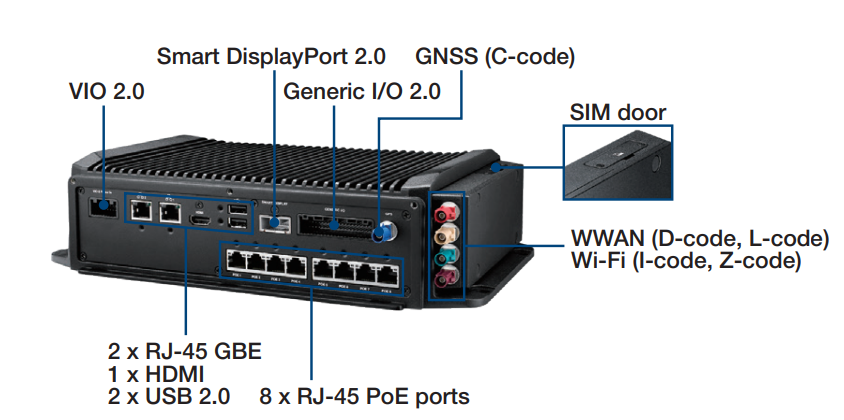 Smart DisplayPort 2.0
GNSS (C-code)
VIO 2.0
Generic I/O 2.0
SIM door
WWAN (D-code, L-code)
Wi-Fi (I-code, Z-code)
2 x RJ-45 GBE
1 x HDMI
2 x USB 2.0
8 x RJ-45 PoE ports